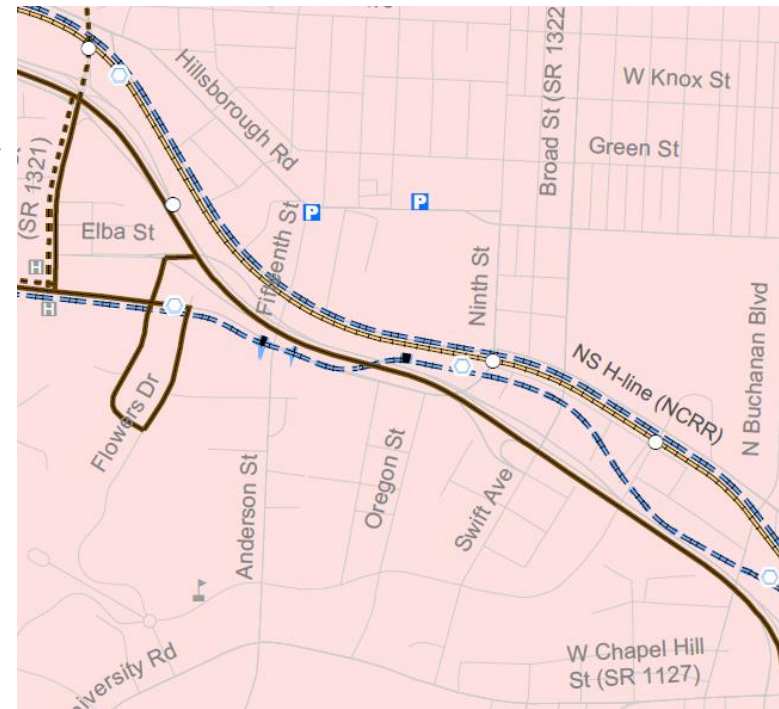 Hillsborough Rd
Broad St (SR 1322
W Knox St
Green St
(SR 1321)
Elba St
Fifteenth St
Ninth St
N Buchanan Blvd
NS H-line (NCRR)
P
P
H
H
Flowers Dr
Anderson St
Oregon St
Swift Ave
W Chapel Hill
St (SR 1127)
iversity Rd